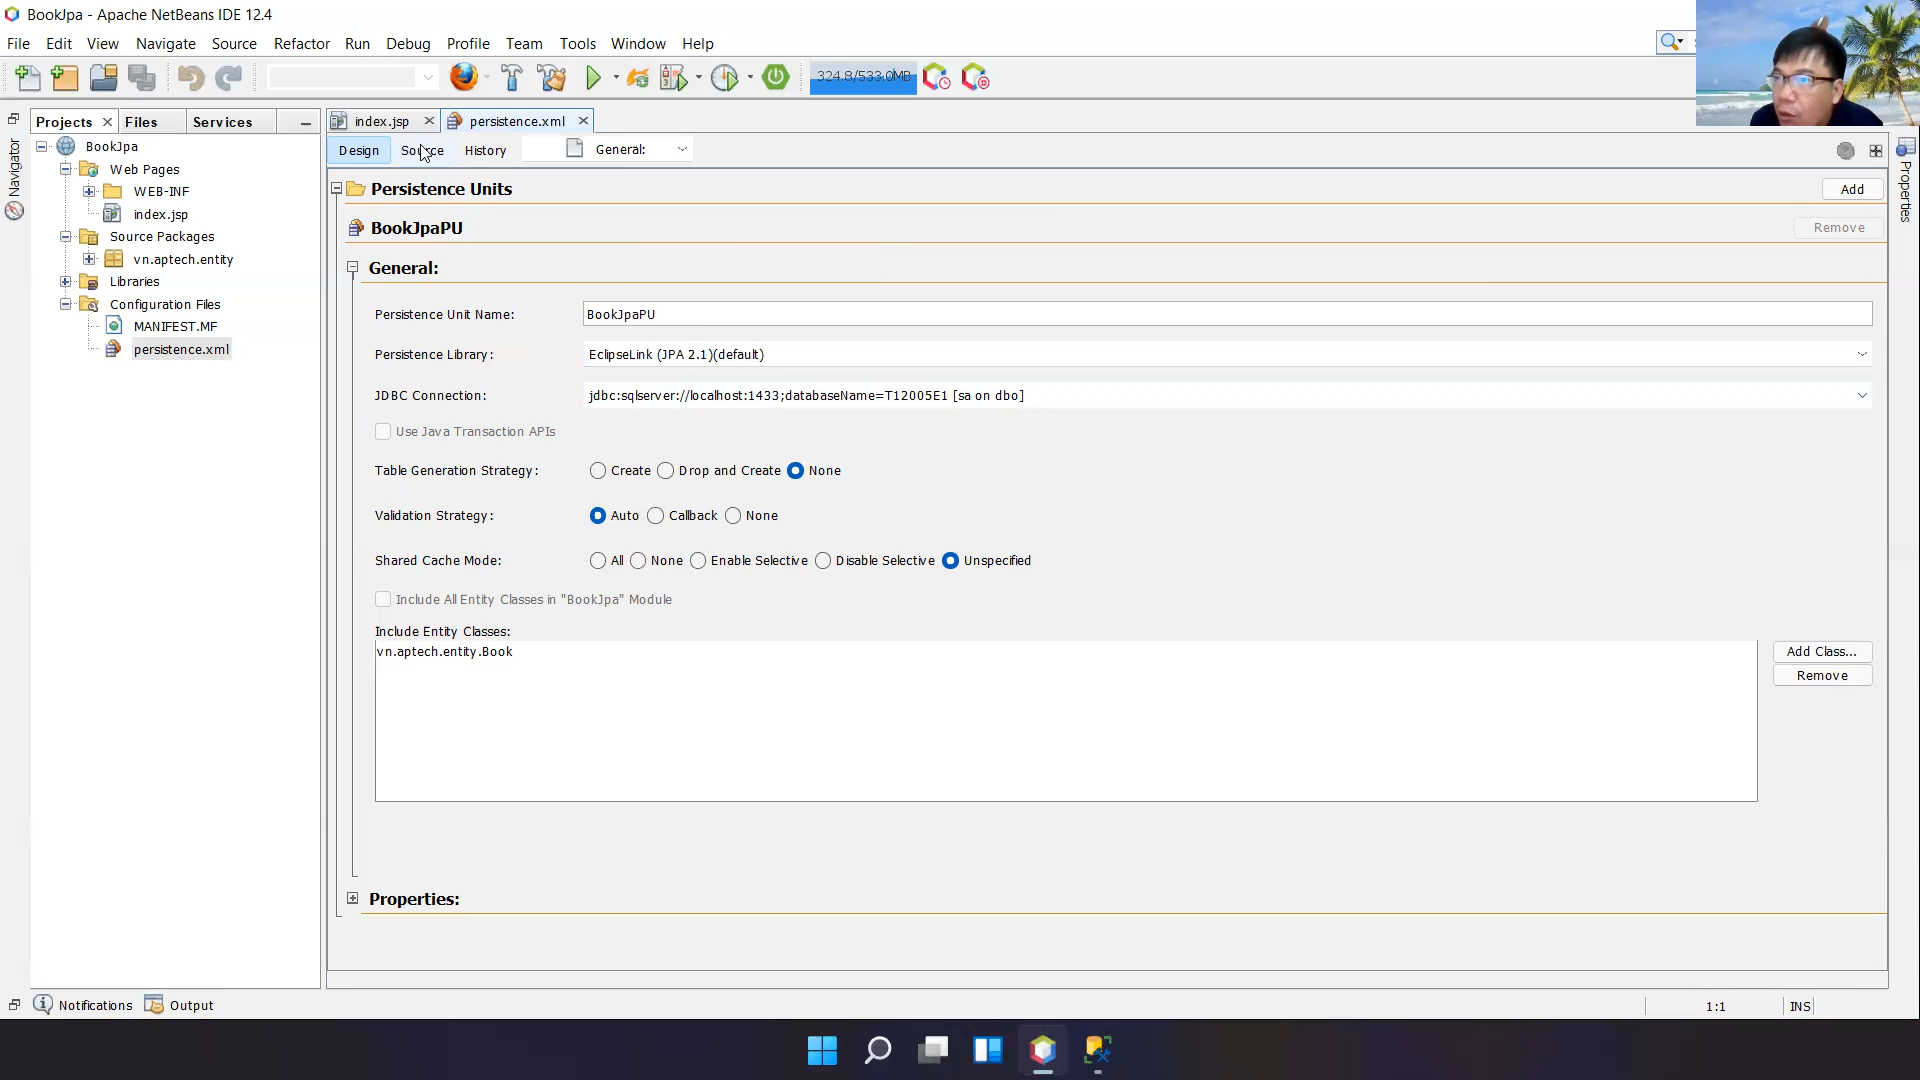 BookJpa - Apache NetBeans IDE 12.4
File Edit View Navigate Source Refactor Run Debug Profile Team Tools Window Help
324.8/533.0MB
Projects Files Services
index.jsp persistence.xml
Navigator
BookJpa
Web Pages
WEB-INF
index.jsp
Source Packages
vn.aptech.entity
Libraries
Configuration Files
MANIFEST.MF
persistence.xml
Design Source History General:
Properties
Persistence Units Add
BookJpaPU Remove
General:
Persistence Unit Name: BookJpaPU
Persistence Library: EclipseLink (JPA 2.1)(default)
JDBC Connection: jdbc:sqlserver://localhost:1433;databaseName=T12005E1 [sa on dbo]
Use Java Transaction APIs
Table Generation Strategy: Create Drop and Create None
Validation Strategy: Auto Callback None
Shared Cache Mode: All None Enable Selective Disable Selective Unspecified
Include All Entity Classes in "BookJpa" Module
Include Entity Classes:
vn.aptech.entity.Book
Add Class...
Remove
Properties:
Notifications Output
1:1 INS